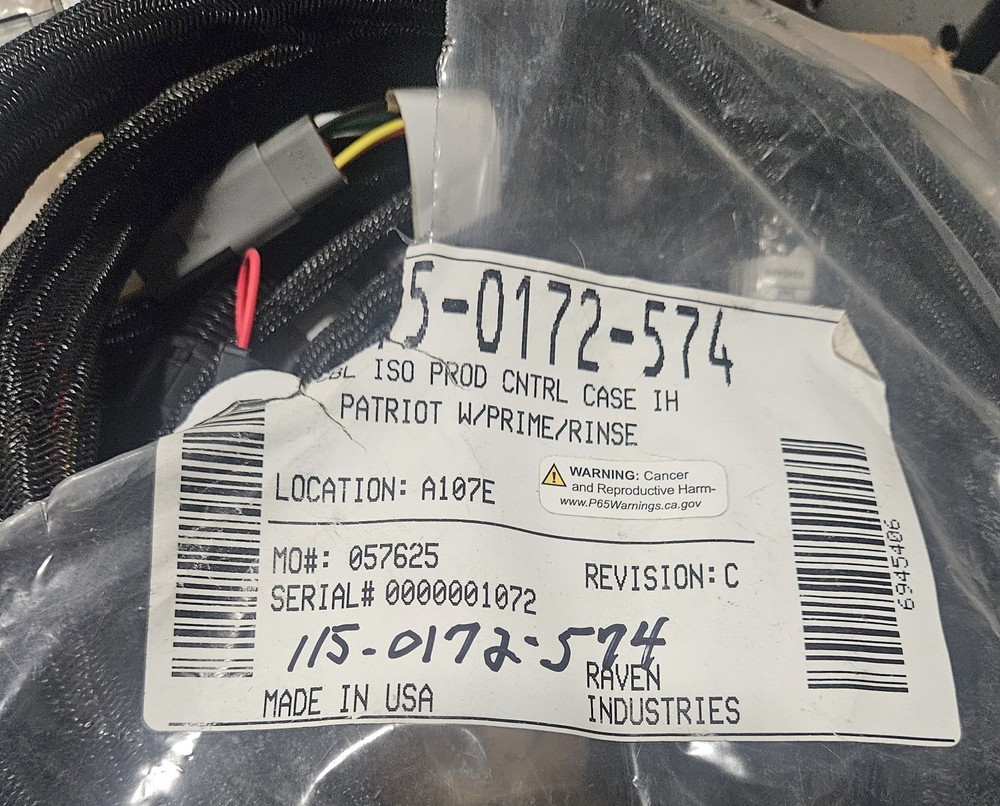 5-0172-574
CBL ISO PROD CNTRL CASE IH
PATRIOT W/PRIME/RINSE
LOCATION: A107E
WARNING: Cancer
and Reproductive Harm-
www.P65Warnings.ca.gov
MO#: 057625
REVISION: C
SERIAL# 0000001072
115-0172-574
RAVEN
INDUSTRIES
MADE IN USA
6945406